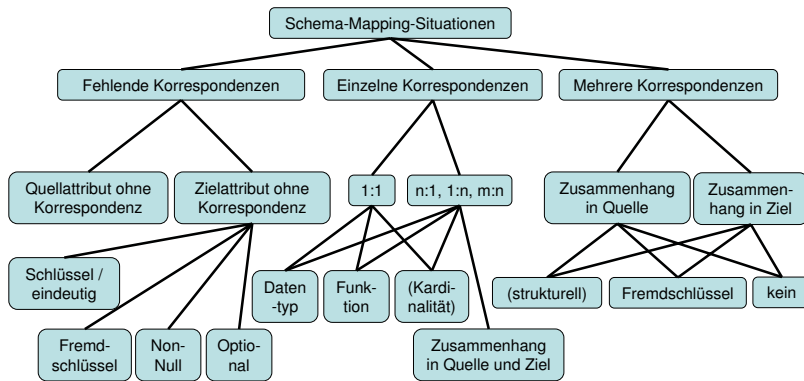 Schema-Mapping-Situationen
Fehlende Korrespondenzen
Einzelne Korrespondenzen
Mehrere Korrespondenzen
Quellattribut ohne
Korrespondenz
Zielattribut ohne
Korrespondenz
1:1
n:1, 1:n, m:n
Zusammenhang
in Quelle
Zusammen-
hang in Ziel
Schlüssel /
eindeutig
Daten
-typ
Funk-
tion
(Kardi-
nalität)
(strukturell)
Fremdschlüssel
kein
Fremd-
schlüssel
Non-
Null
Optio-
nal
Zusammenhang
in Quelle und Ziel